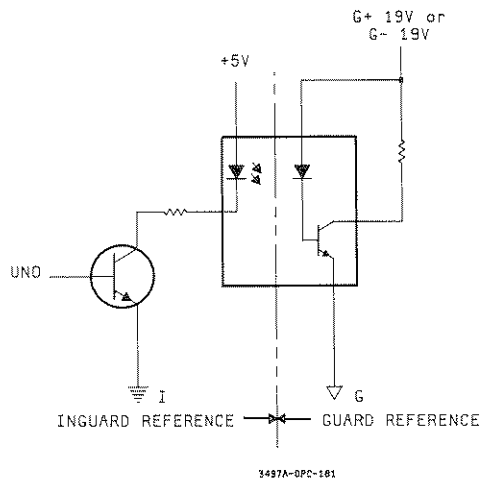 G+ 19V or
G- 19V
+5V
UNO
I
G
INGUARD REFERENCE
GUARD REFERENCE
3497A-OPC-181